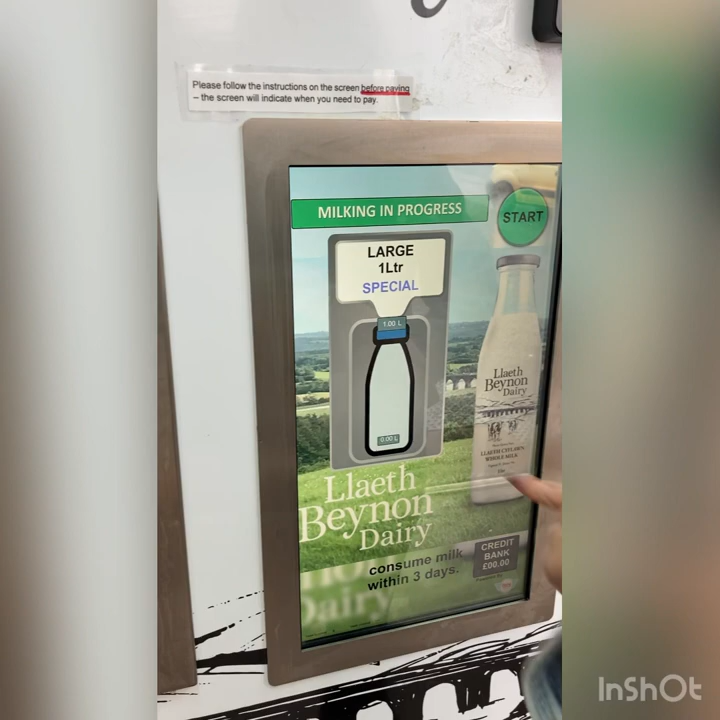 Please follow the instructions on the screen before paying
– the screen will indicate when you need to pay.
MILKING IN PROGRESS
START
LARGE
1Ltr
SPECIAL
1.00 L
0.00 L
Llaeth
Beynon
Dairy
LLAETH CYFLAWN
WHOLE MILK
Llaeth
Beynon
Dairy
consume milk
within 3 days.
CREDIT
BANK
£00.00
Dairy
InShOt